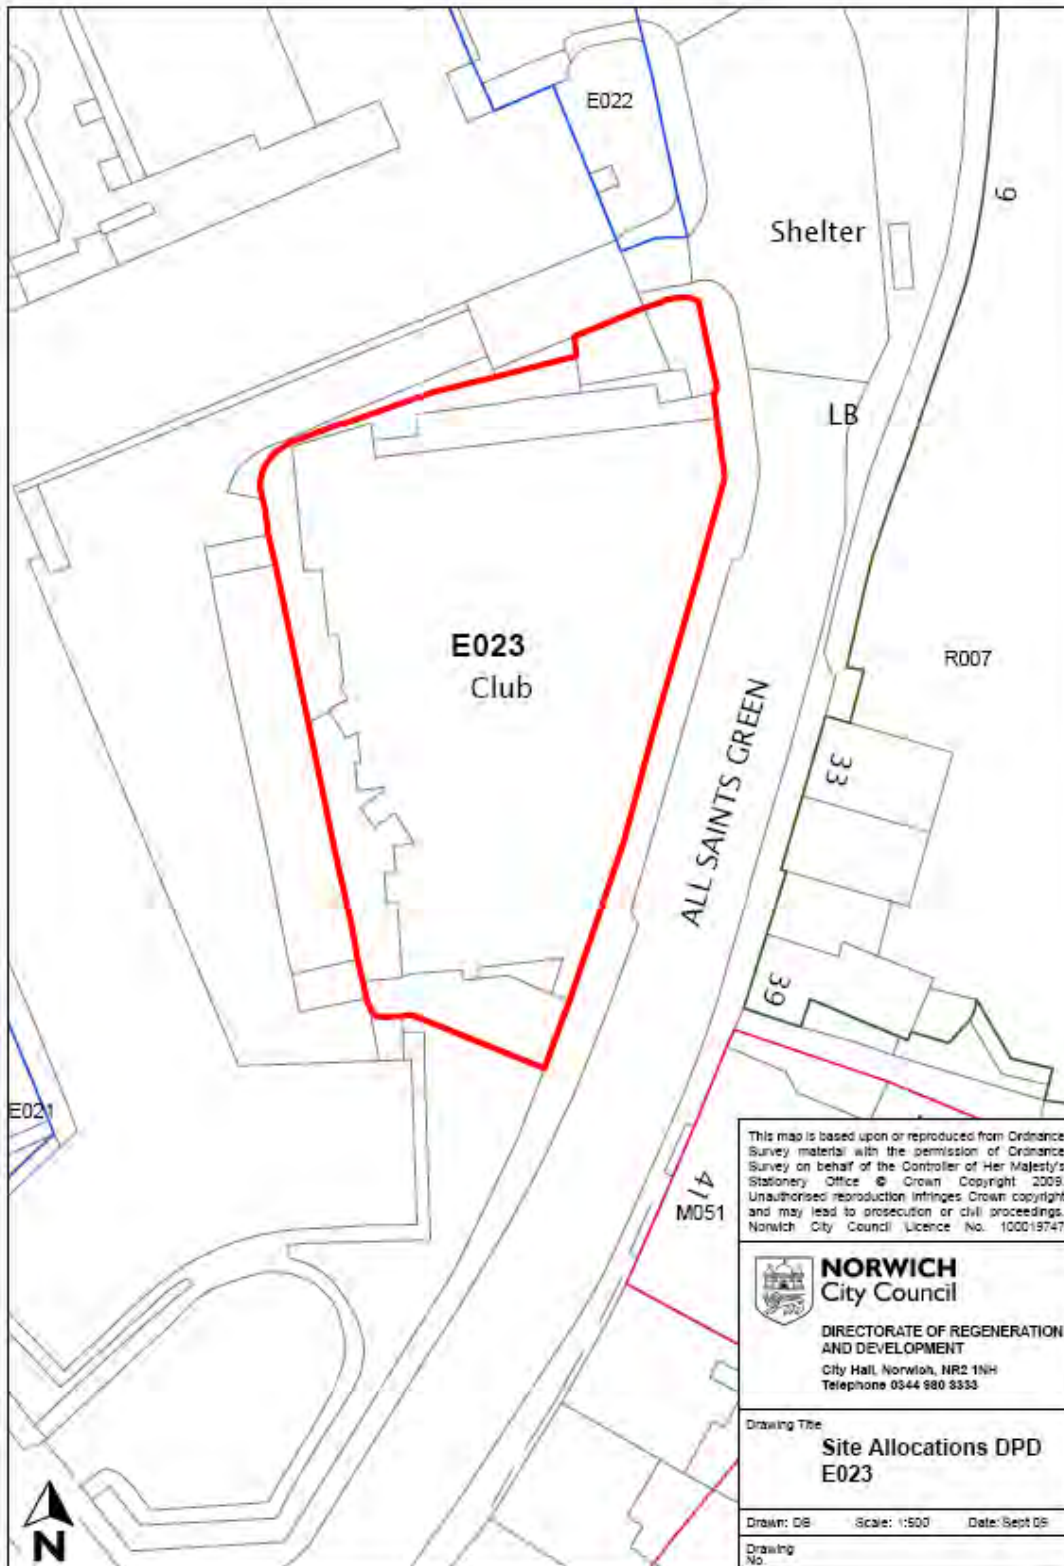 E022
9
Shelter
LB
E023
Club
R007
ALL SAINTS GREEN
33
39
E021
41
M051
This map is based upon or reproduced from Ordnance
Survey material with the permission of Ordnance
Survey on behalf of the Controller of Her Majesty's
Stationery Office © Crown Copyright 2009.
Unauthorised reproduction infringes Crown copyright
and may lead to prosecution or civil proceedings.
Norwich City Council Licence No. 100019747
NORWICH
City Council
DIRECTORATE OF REGENERATION
AND DEVELOPMENT
City Hall, Norwich, NR2 1NH
Telephone 0344 980 3333
Drawing Title
Site Allocations DPD
E023
Drawn: DB Scale: 1:500 Date: Sept 09
Drawing
No.
N